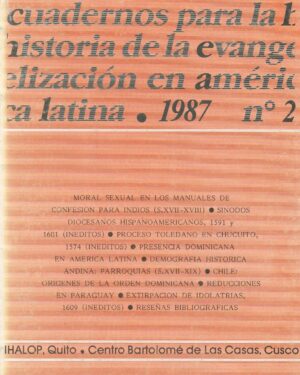 cuadernos para la h
historia de la evange
elización en améric
ca latina • 1987 nº 2
MORAL SEXUAL EN LOS MANUALES DE
CONFESION PARA INDIOS (S.XVII-XVIII) ● SINODOS
DIOCESANOS HISPANOAMERICANOS, 1591 y
1601 (INEDITOS) ● PROCESO TOLEDANO EN CHUCUITO,
1574 (INEDITOS) ● PRESENCIA DOMINICANA
EN AMERICA LATINA ● DEMOGRAFIA HISTORICA
ANDINA: PARROQUIAS (S.XVII-XIX) ● CHILE:
ORIGENES DE LA ORDEN DOMINICANA ● REDUCCIONES
EN PARAGUAY ● EXTIRPACION DE IDOLATRIAS,
1609 (INEDITOS) ● RESEÑAS BIBLIOGRAFICAS
IHALOP, Quito ● Centro Bartolomé de Las Casas, Cusco